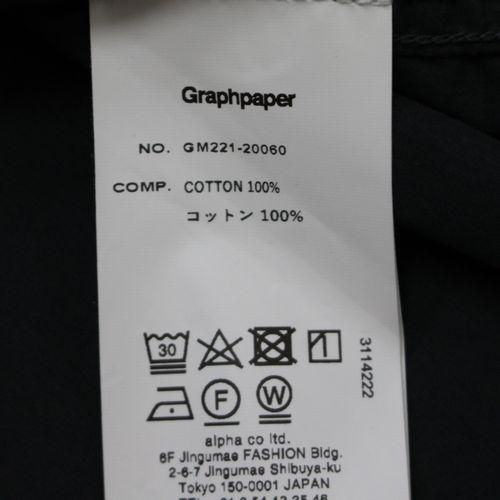 Graphpaper
NO. GM221-20060
COMP. COTTON 100%
コットン 100%
30
3114222
F W
alpha co ltd.
6F Jingumae FASHION Bldg.
2-6-7 Jingumae Shibuya-ku
Tokyo 150-0001 JAPAN